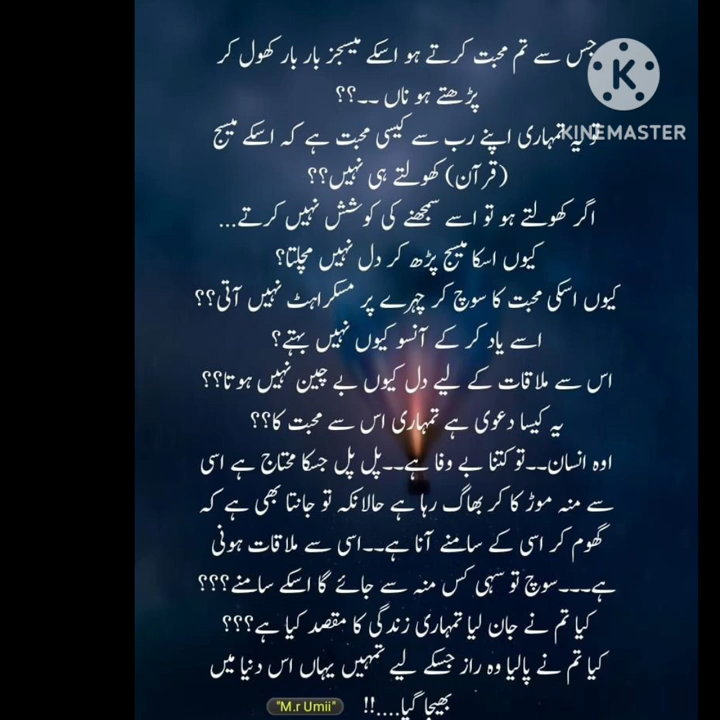 جس سے تم محبت کرتے ہو اسکے میسجز بار بار کھول کر
پڑھتے ہو ناں ۔۔؟؟
تو یہ تمہاری اپنے رب سے کیسی محبت ہے کہ اسکے میسج
(قرآن) کھولتے ہی نہیں؟؟
اگر کھولتے ہو تو اسے سمجھنے کی کوشش نہیں کرتے...
کیوں اسکا میسج پڑھ کر دل نہیں مچلتا؟
کیوں اسکی محبت کا سوچ کر چہرے پر مسکراہٹ نہیں آتی؟؟
اسے یاد کر کے آنسو کیوں نہیں بہتے؟
اس سے ملاقات کے لیے دل کیوں بے چین نہیں ہوتا؟؟
یہ کیسا دعوی ہے تمہاری اس سے محبت کا؟؟
اوہ انسان۔۔تو کتنا بے وفا ہے۔۔پل پل جسکا محتاج ہے اسی
سے منہ موڑ کا کر بھاگ رہا ہے حالانکہ تو جانتا بھی ہے کہ
گھوم کر اسی کے سامنے آنا ہے۔۔اسی سے ملاقات ہونی
ہے۔۔۔سوچ تو سہی کس منہ سے جائے گا اسکے سامنے؟؟؟
کیا تم نے جان لیا تمہاری زندگی کا مقصد کیا ہے؟؟؟
کیا تم نے پالیا وہ راز جسکے لیے تمہیں یہاں اس دنیا میں
بھیجا گیا....!!
"M.r Umii"
K
KINEMASTER